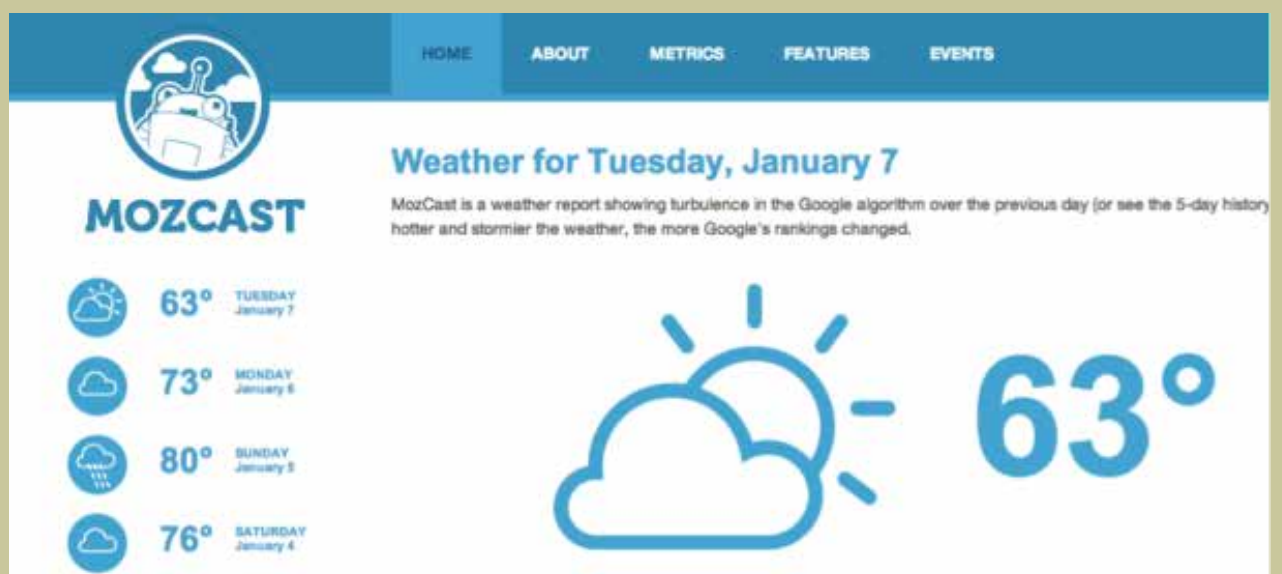 HOME ABOUT METRICS FEATURES EVENTS
MOZCAST
Weather for Tuesday, January 7
MozCast is a weather report showing turbulence in the Google algorithm over the previous day (or see the 5-day history
hotter and stormier the weather, the more Google's rankings changed.
63° TUESDAY
January 7
73° MONDAY
January 6
80° SUNDAY
January 5
76° SATURDAY
January 4
63°